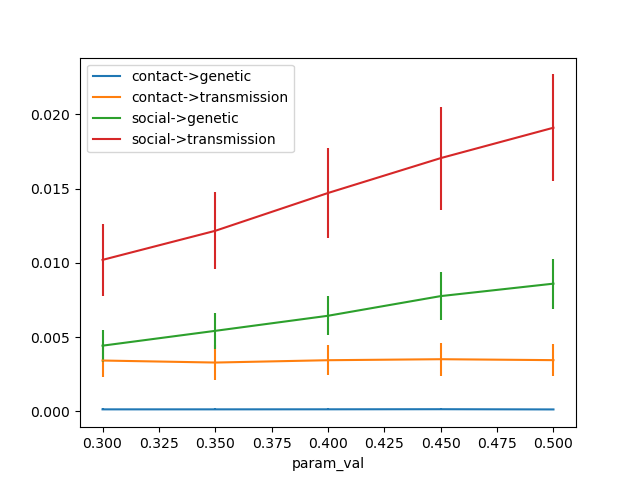 contact->genetic
contact->transmission
social->genetic
social->transmission
0.020
0.015
0.010
0.005
0.000
0.300 0.325 0.350 0.375 0.400 0.425 0.450 0.475 0.500
param_val